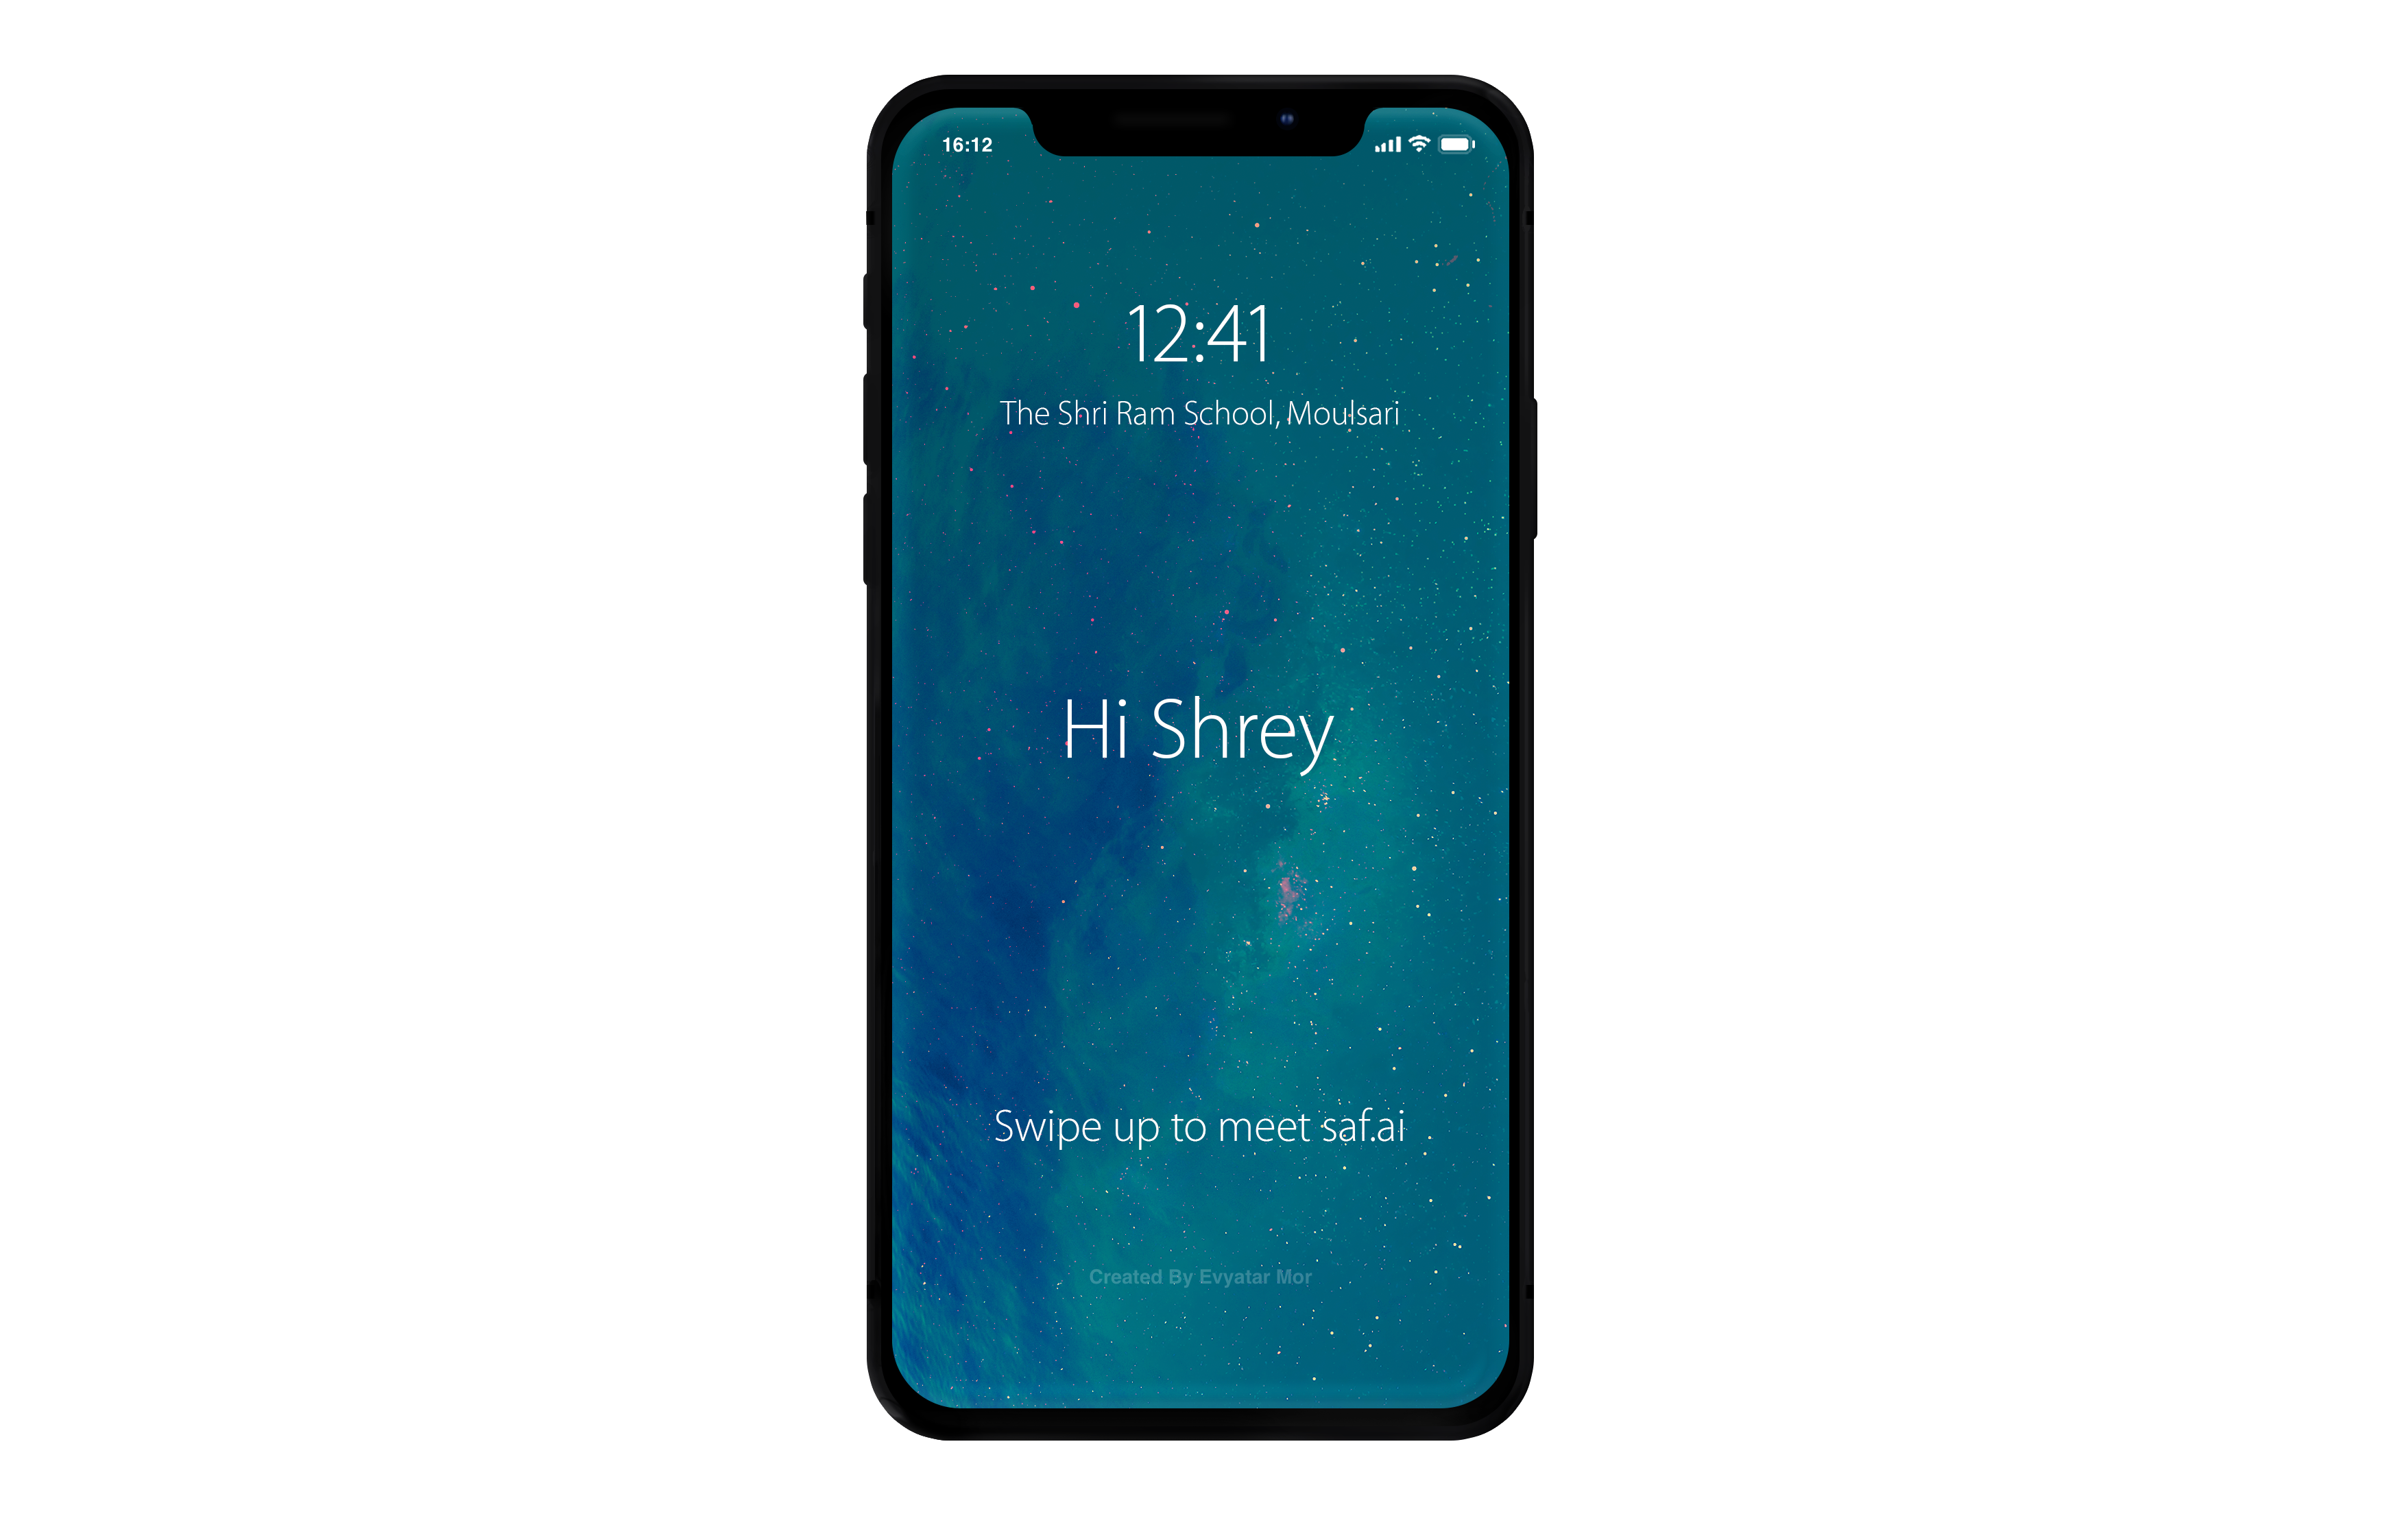 16:12
12:41
The Shri Ram School, Moulsari
Hi Shrey
Swipe up to meet saf.ai
Created By Evyatar Mor